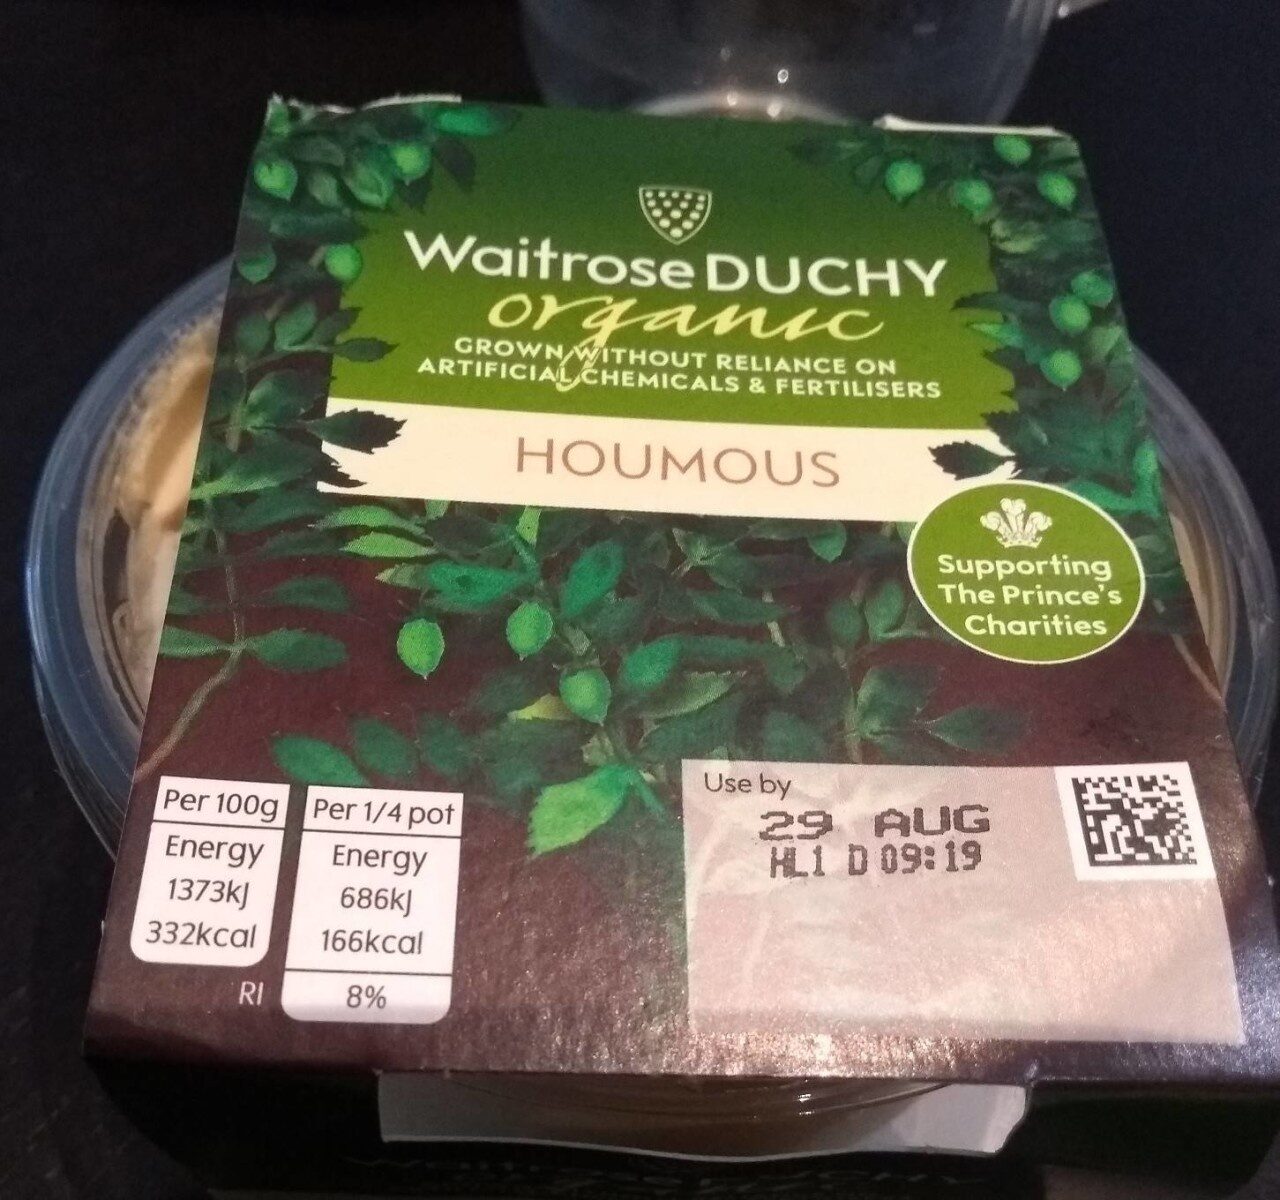 Waitrose DUCHY
organic
GROWN WITHOUT RELIANCE ON
ARTIFICIAL CHEMICALS & FERTILISERS
HOUMOUS
Supporting
The Prince's
Charities
Per 100g
Energy
1373kJ
332kcal
RI
Per 1/4 pot
Energy
686kJ
166kcal
8%
Use by
29 AUG
HL1 D 09:19